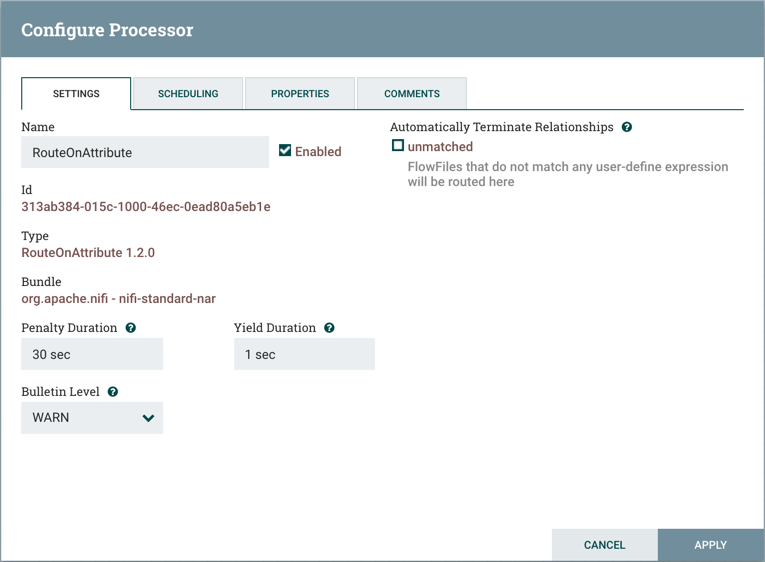 Configure Processor
SETTINGS
SCHEDULING
PROPERTIES
COMMENTS
Name
RouteOnAttribute
Enabled
Id
313ab384-015c-1000-46ec-0ead80a5eb1e
Type
RouteOnAttribute 1.2.0
Bundle
org.apache.nifi - nifi-standard-nar
Penalty Duration ?
Yield Duration ?
30 sec
1 sec
Bulletin Level ?
WARN
Automatically Terminate Relationships ?
unmatched
FlowFiles that do not match any user-define expression
will be routed here
CANCEL
APPLY